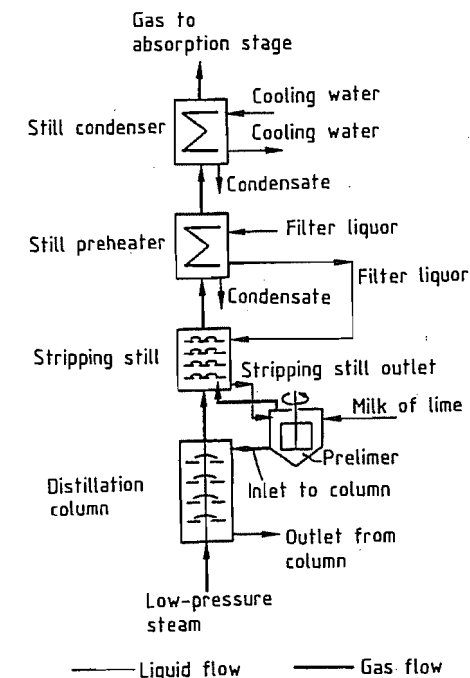 Gas to
absorption stage
Cooling water
Still condenser
Cooling water
Condensate
Filter liquor
Still preheater
Filter liquor
Condensate
Stripping still
Stripping still outlet
Milk of lime
Prelimer
Distillation
column
Inlet to column
Outlet from
column
Low-pressure
steam
Liquid flow
Gas flow